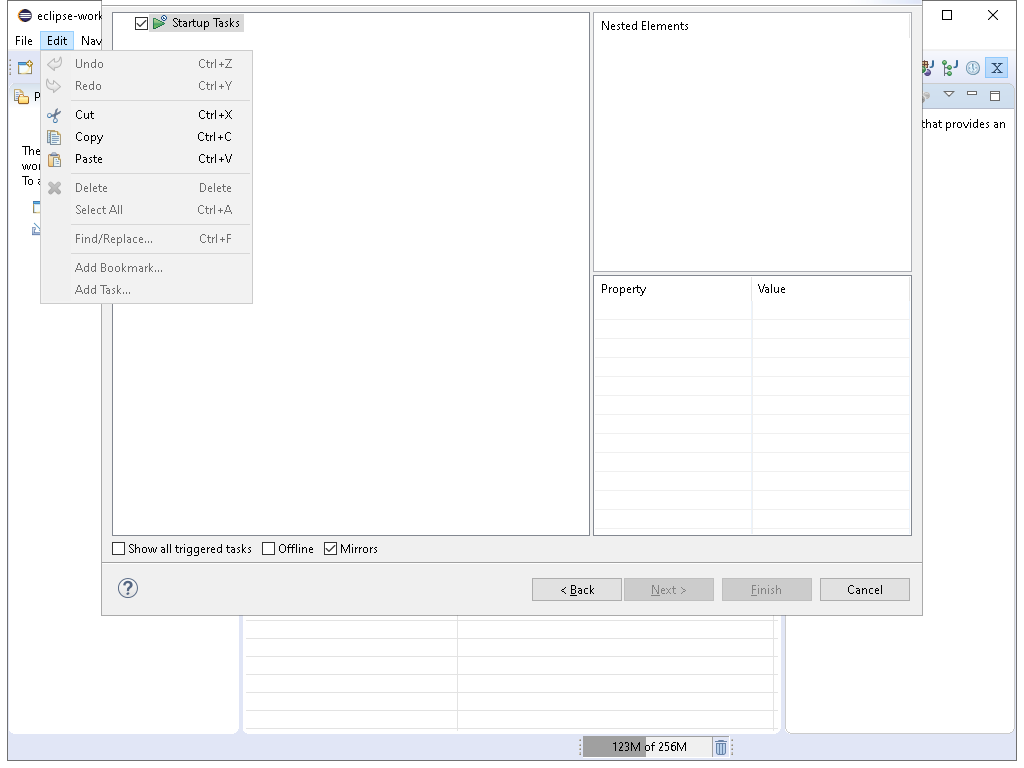 eclipse-work
File Edit Nav
Undo Ctrl+Z
Redo Ctrl+Y
Cut Ctrl+X
Copy Ctrl+C
Paste Ctrl+V
Delete Delete
Select All Ctrl+A
Find/Replace... Ctrl+F
Add Bookmark...
Add Task...
P
The
wor
To a
Startup Tasks
Nested Elements
Property Value
X
that provides an
Show all triggered tasks Offline Mirrors
?
< Back Next > Finish Cancel
123M of 256M